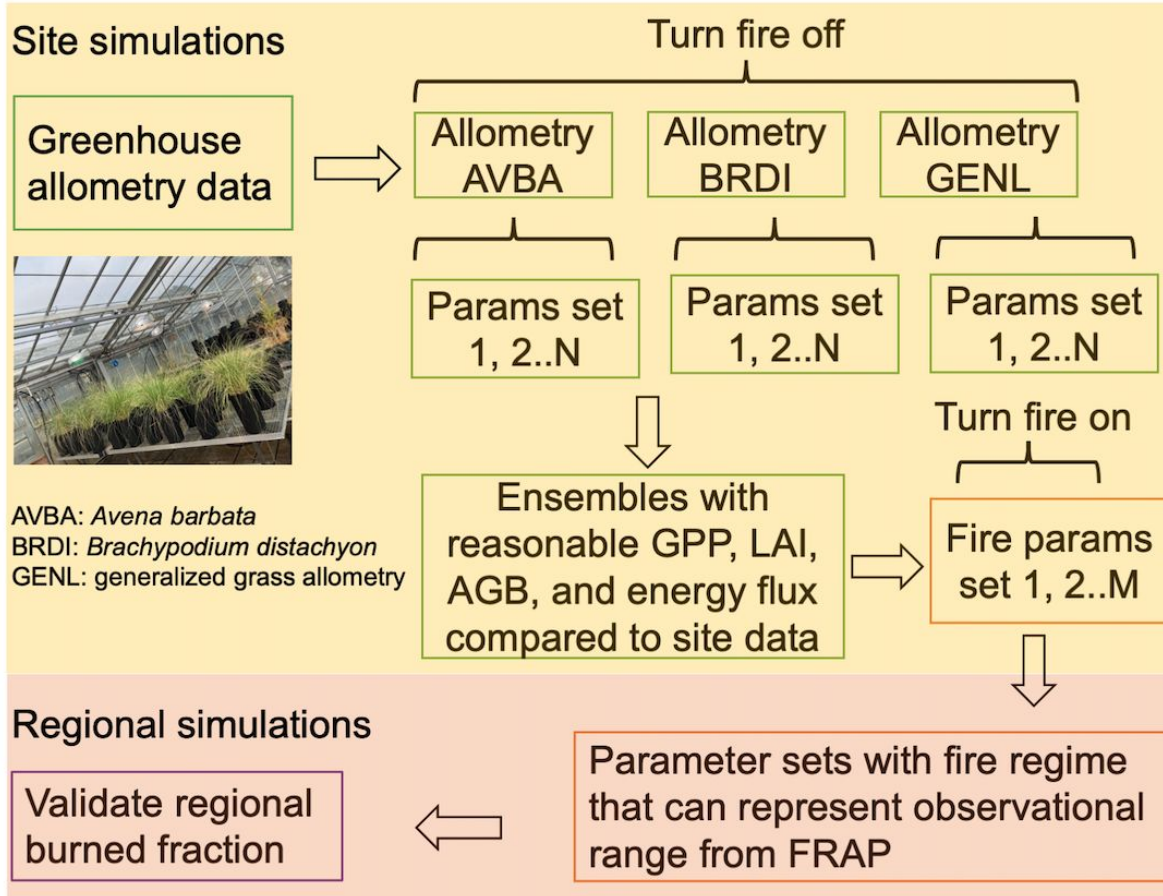 Site simulations
Turn fire off
Greenhouse
allometry data
Allometry
AVBA
Allometry
BRDI
Allometry
GENL
Params set
1, 2..N
Params set
1, 2..N
Params set
1, 2..N
Turn fire on
AVBA: Avena barbata
BRDI: Brachypodium distachyon
GENL: generalized grass allometry
Ensembles with
reasonable GPP, LAI,
AGB, and energy flux
compared to site data
Fire params
set 1, 2..M
Regional simulations
Parameter sets with fire regime
that can represent observational
range from FRAP
Validate regional
burned fraction